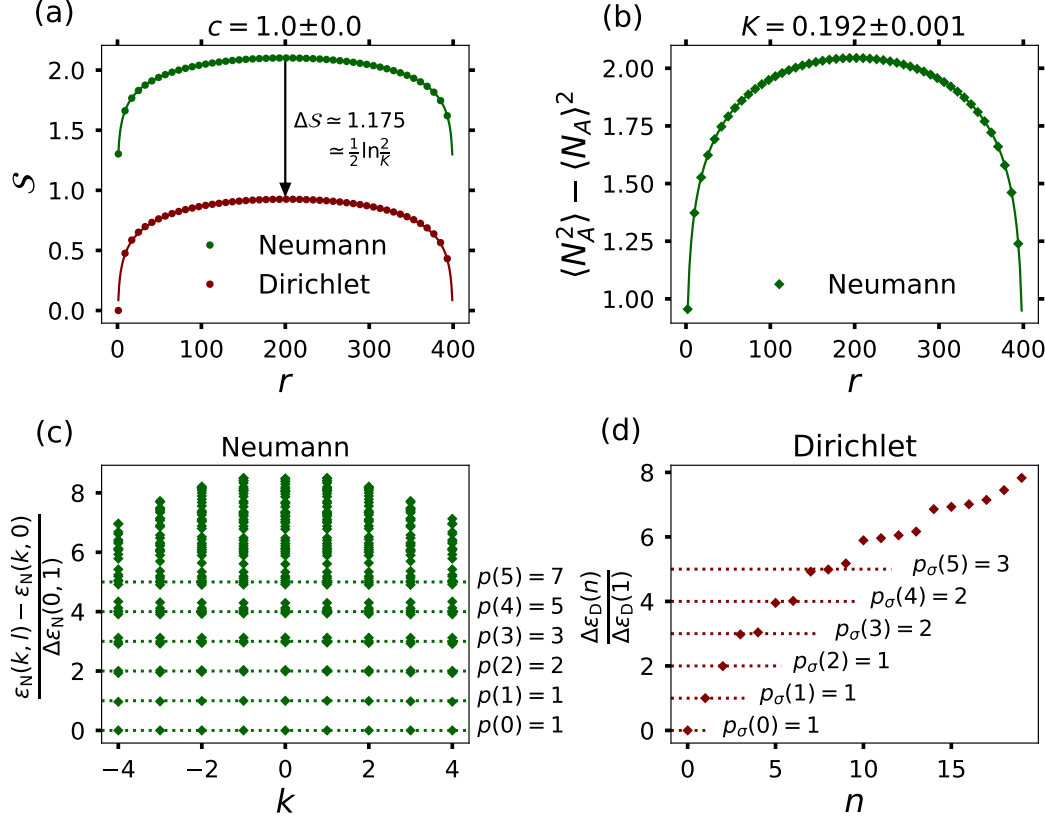 (a)
c = 1.0±0.0
2.0
1.5
1.0
0.5
0.0
S
ΔS ≃ 1.175
≃ ½ ln 2/K
Neumann
Dirichlet
0 100 200 300 400
r
(b)
K = 0.192±0.001
2.00
1.75
1.50
1.25
1.00
⟨N_A^2⟩ − ⟨N_A⟩^2
Neumann
0 100 200 300 400
r
(c)
Neumann
8
6
4
2
0
ε_N(k, l) − ε_N(k, 0)
Δε_N(0, 1)
p(5) = 7
p(4) = 5
p(3) = 3
p(2) = 2
p(1) = 1
p(0) = 1
−4 −2 0 2 4
k
(d)
Dirichlet
8
6
4
2
0
Δε_D(n)
Δε_D(1)
p_σ(5) = 3
p_σ(4) = 2
p_σ(3) = 2
p_σ(2) = 1
p_σ(1) = 1
p_σ(0) = 1
0 5 10 15
n